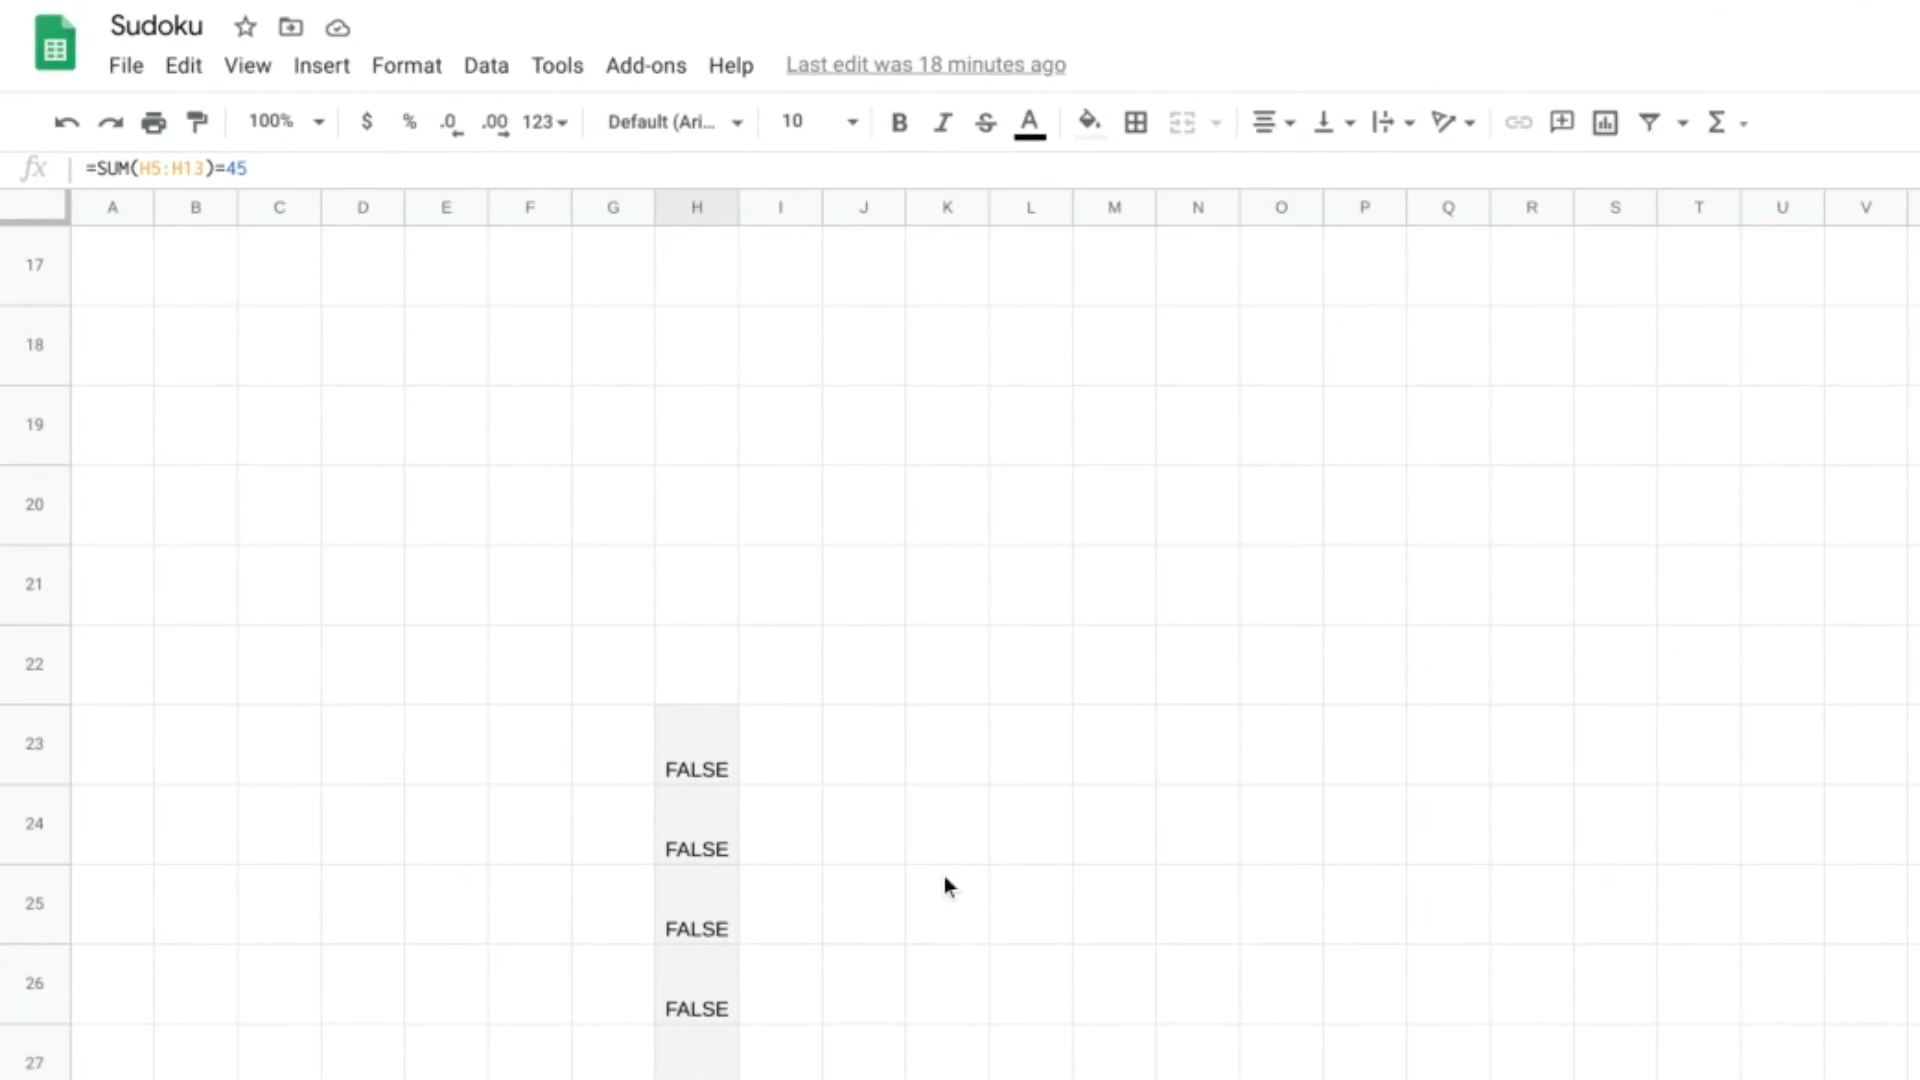 Sudoku
File Edit View Insert Format Data Tools Add-ons Help Last edit was 18 minutes ago
100% $ % .0 .00 123 Default (Ari... 10 B I S A Σ
fx =SUM(H5:H13)=45
A B C D E F G H I J K L M N O P Q R S T U V
17
18
19
20
21
22
23 FALSE
24 FALSE
25 FALSE
26 FALSE
27